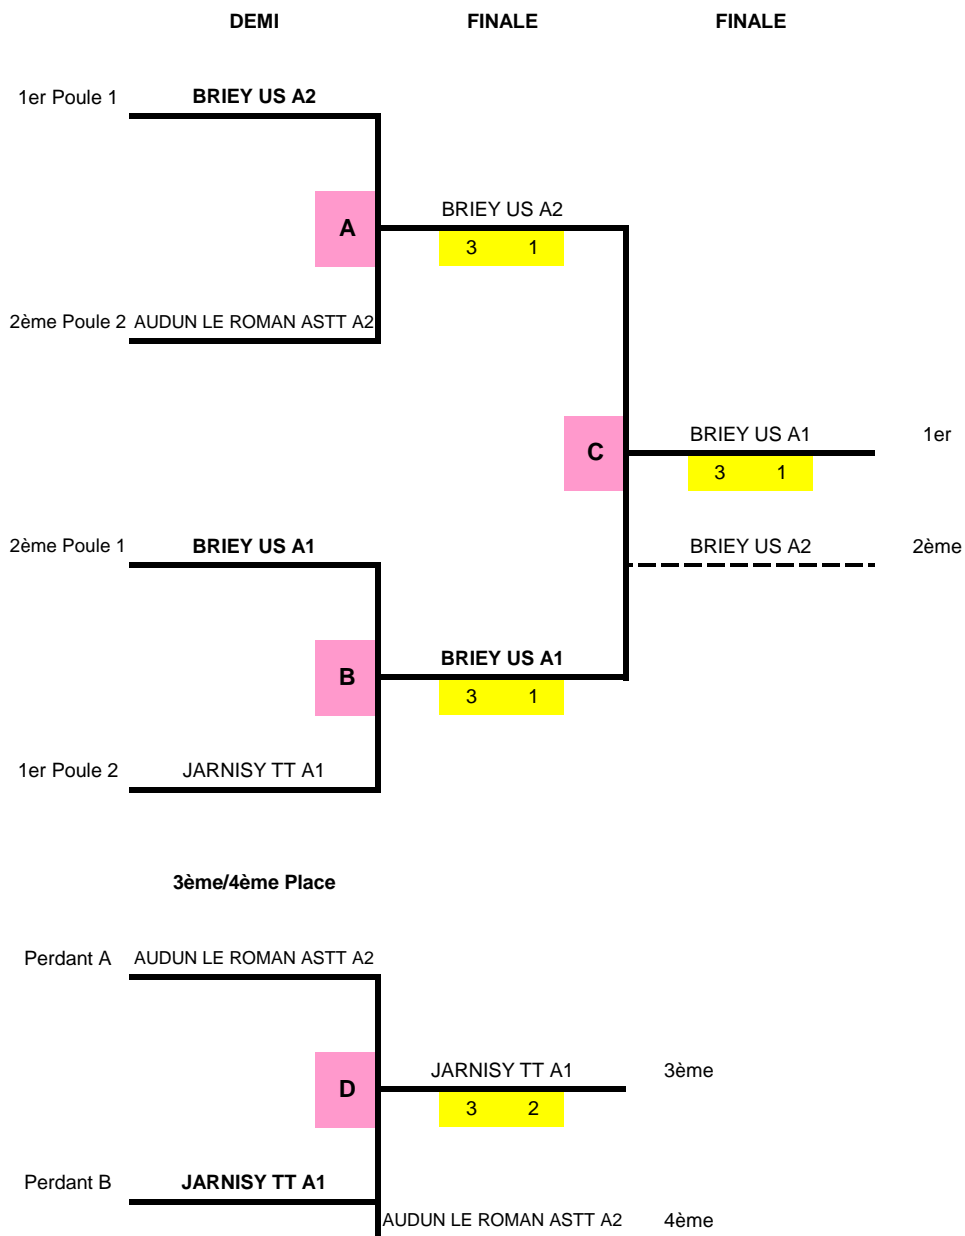 DEMI FINALE FINALE
1er Poule 1 BRIEY US A2
A BRIEY US A2
3 1
2ème Poule 2 AUDUN LE ROMAN ASTT A2
C BRIEY US A1 1er
3 1
2ème Poule 1 BRIEY US A1 BRIEY US A2 2ème
B BRIEY US A1
3 1
1er Poule 2 JARNISY TT A1
3ème/4ème Place
Perdant A AUDUN LE ROMAN ASTT A2
D JARNISY TT A1 3ème
3 2
Perdant B JARNISY TT A1
AUDUN LE ROMAN ASTT A2 4ème